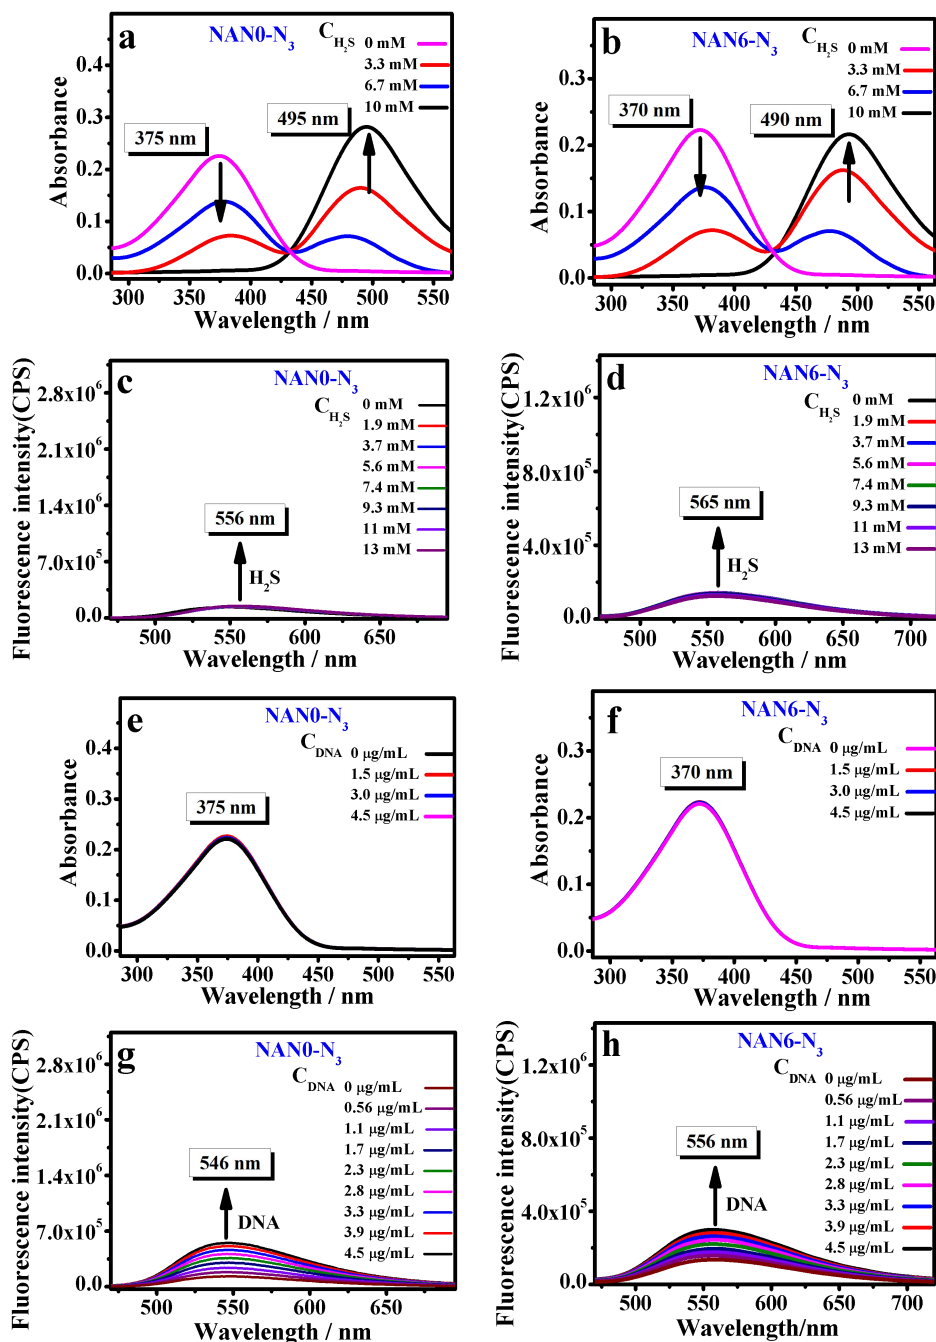 a
NAN0-N3
C H2S
0 mM
3.3 mM
6.7 mM
10 mM
375 nm
495 nm
Absorbance
0.4
0.3
0.2
0.1
0.0
300 350 400 450 500 550
Wavelength / nm
b
NAN6-N3
C H2S
0 mM
3.3 mM
6.7 mM
10 mM
370 nm
490 nm
Absorbance
0.3
0.2
0.1
0.0
300 350 400 450 500 550
Wavelength / nm
c
NAN0-N3
C H2S
0 mM
1.9 mM
3.7 mM
5.6 mM
7.4 mM
9.3 mM
11 mM
13 mM
556 nm
H2S
Fluorescence intensity(CPS)
2.8x10^6
2.1x10^6
1.4x10^6
7.0x10^5
0.0
500 550 600 650
Wavelength / nm
d
NAN6-N3
C H2S
0 mM
1.9 mM
3.7 mM
5.6 mM
7.4 mM
9.3 mM
11 mM
13 mM
565 nm
H2S
Fluorescence intensity(CPS)
1.2x10^6
8.0x10^5
4.0x10^5
0.0
500 550 600 650 700
Wavelength / nm
e
NAN0-N3
C DNA
0 μg/mL
1.5 μg/mL
3.0 μg/mL
4.5 μg/mL
375 nm
Absorbance
0.4
0.3
0.2
0.1
0.0
300 350 400 450 500 550
Wavelength / nm
f
NAN6-N3
C DNA
0 μg/mL
1.5 μg/mL
3.0 μg/mL
4.5 μg/mL
370 nm
Absorbance
0.3
0.2
0.1
0.0
300 350 400 450 500 550
Wavelength / nm
g
NAN0-N3
C DNA
0 μg/mL
0.56 μg/mL
1.1 μg/mL
1.7 μg/mL
2.3 μg/mL
2.8 μg/mL
3.3 μg/mL
3.9 μg/mL
4.5 μg/mL
546 nm
DNA
Fluorescence intensity(CPS)
2.8x10^6
2.1x10^6
1.4x10^6
7.0x10^5
0.0
500 550 600 650
Wavelength / nm
h
NAN6-N3
C DNA
0 μg/mL
0.56 μg/mL
1.1 μg/mL
1.7 μg/mL
2.3 μg/mL
2.8 μg/mL
3.3 μg/mL
3.9 μg/mL
4.5 μg/mL
556 nm
DNA
Fluorescence intensity(CPS)
1.2x10^6
8.0x10^5
4.0x10^5
0.0
500 550 600 650 700
Wavelength/nm